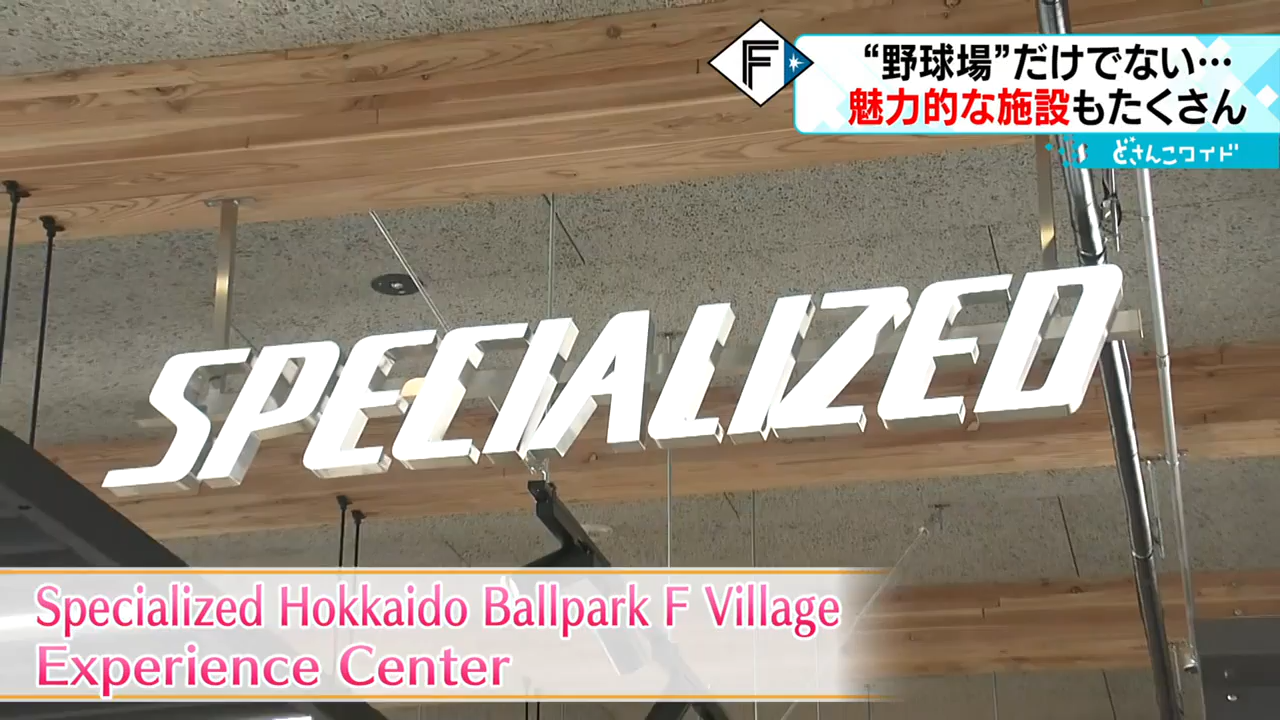 F
“野球場”だけでない…
魅力的な施設もたくさん
どさんこワイド
SPECIALIZED
Specialized Hokkaido Ballpark F Village
Experience Center